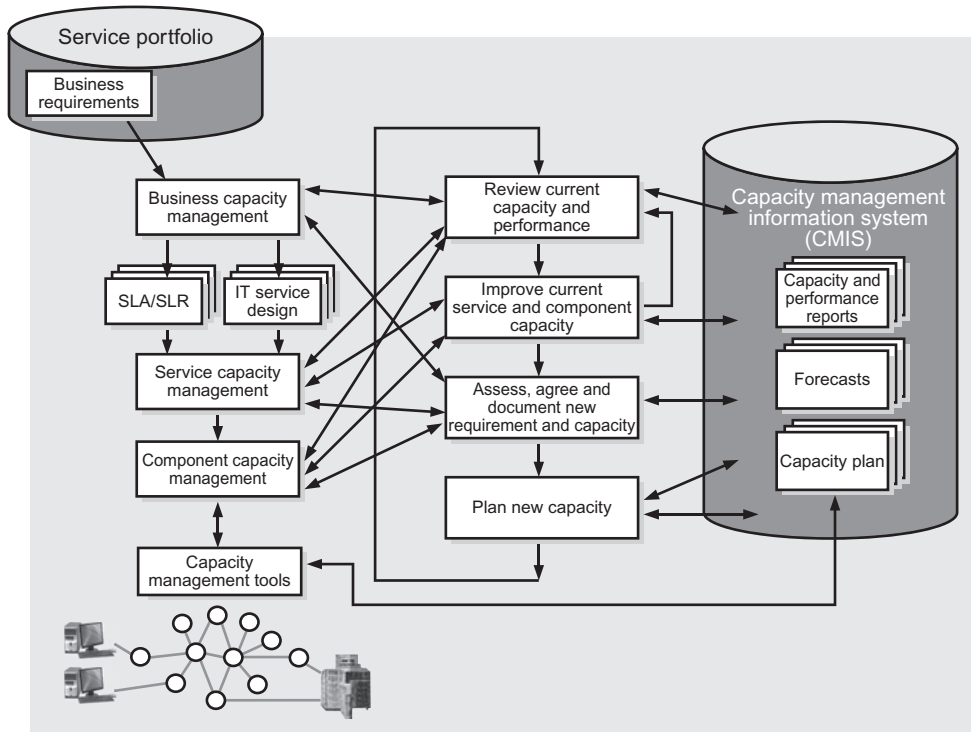 Service portfolio
Business
requirements
Business capacity
management
SLA/SLR
IT service
design
Service capacity
management
Component capacity
management
Capacity
management tools
Review current
capacity and
performance
Improve current
service and component
capacity
Assess, agree and
document new
requirement and capacity
Plan new capacity
Capacity management
information system
(CMIS)
Capacity and
performance
reports
Forecasts
Capacity plan